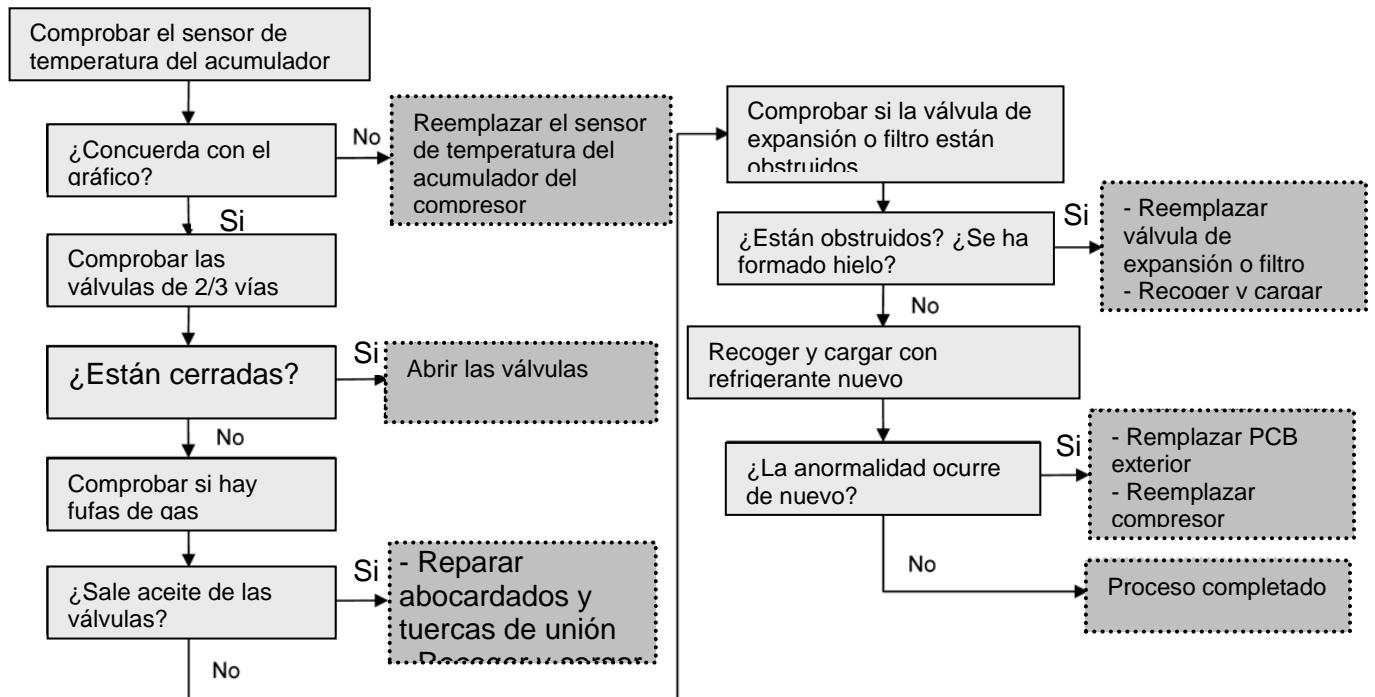 Comprobar el sensor de
temperatura del acumulador
¿Concuerda con el
gráfico?
No
Reemplazar el sensor
de temperatura del
acumulador del
compresor
Si
Comprobar las
válvulas de 2/3 vías
¿Están cerradas?
Si
Abrir las válvulas
No
Comprobar si hay
fufas de gas
¿Sale aceite de las
válvulas?
Si
- Reparar
abocardados y
tuercas de unión
- Recoger y cargar
No
Comprobar si la válvula de
expansión o filtro están
obstruidos
¿Están obstruidos? ¿Se ha
formado hielo?
Si
- Reemplazar
válvula de
expansión o filtro
- Recoger y cargar
No
Recoger y cargar con
refrigerante nuevo
¿La anormalidad ocurre
de nuevo?
Si
- Remplazar PCB
exterior
- Reemplazar
compresor
No
Proceso completado